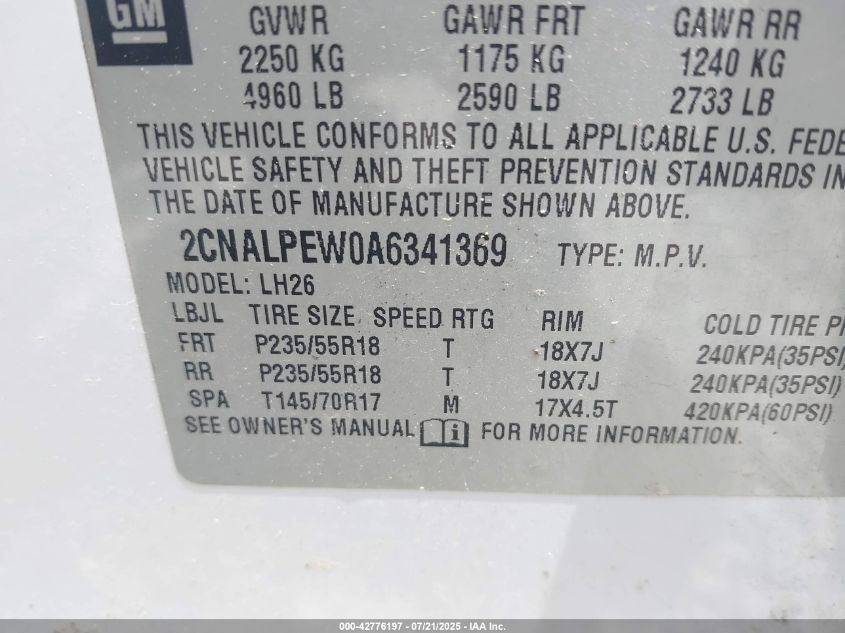 GM
GVWR GAWR FRT GAWR RR
2250 KG 1175 KG 1240 KG
4960 LB 2590 LB 2733 LB
THIS VEHICLE CONFORMS TO ALL APPLICABLE U.S. FEDE
VEHICLE SAFETY AND THEFT PREVENTION STANDARDS IN
THE DATE OF MANUFACTURE SHOWN ABOVE.
2CNALPEW0A6341369 TYPE: M.P.V.
MODEL: LH26
LBJL TIRE SIZE SPEED RTG RIM COLD TIRE P
FRT P235/55R18 T 18X7J 240KPA(35PSI)
RR P235/55R18 T 18X7J 240KPA(35PSI)
SPA T145/70R17 M 17X4.5T 420KPA(60PSI)
SEE OWNER'S MANUAL i FOR MORE INFORMATION.
000-42776197 - 07/21/2025 - IAA Inc.